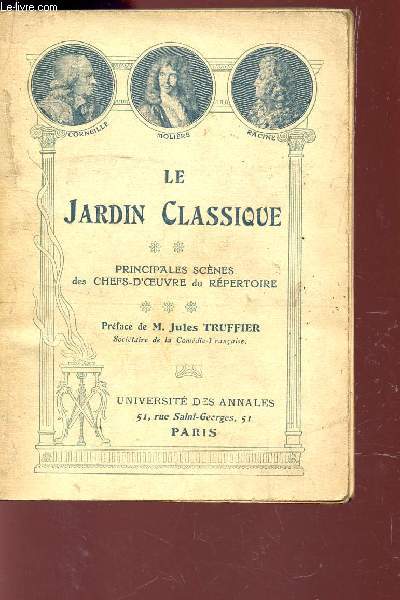 Le-livre.com
CORNEILLE
MOLIÈRE
RACINE
LE
JARDIN CLASSIQUE
PRINCIPALES SCÈNES
des CHEFS-D'ŒUVRE du RÉPERTOIRE
Préface de M. Jules TRUFFIER
Sociétaire de la Comédie-Française.
UNIVERSITÉ DES ANNALES
51, rue Saint-Georges, 51
PARIS